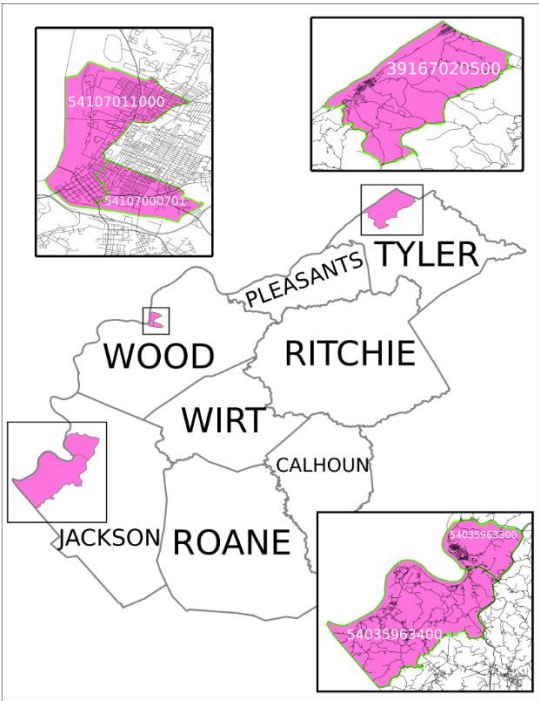 54107011000
54107000701
39167020500
TYLER
PLEASANTS
WOOD
RITCHIE
WIRT
CALHOUN
JACKSON
ROANE
54035963300
54035963400